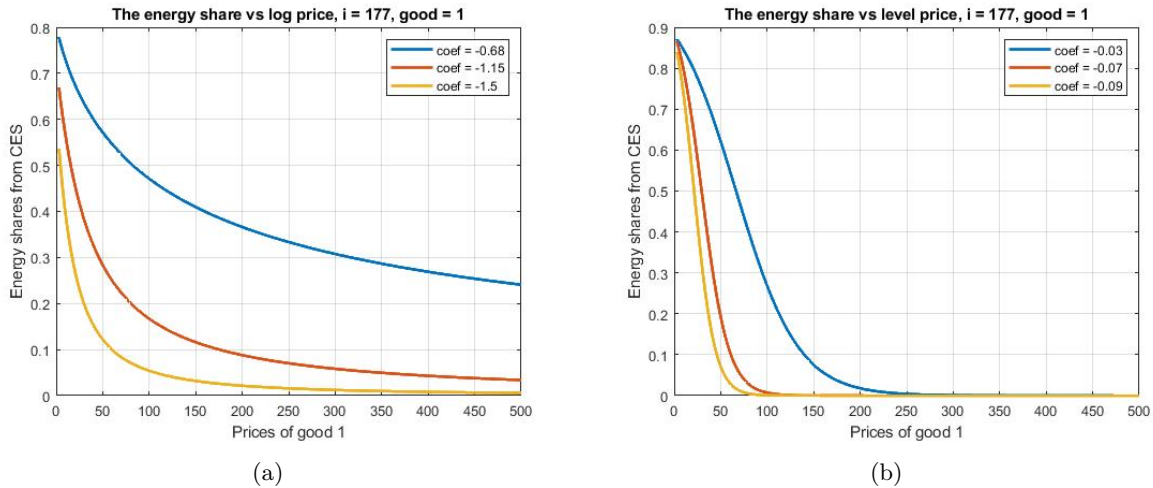 The energy share vs log price, i = 177, good = 1
0.8
0.7
0.6
0.5
0.4
0.3
0.2
0.1
0
Energy shares from CES
coef = -0.68
coef = -1.15
coef = -1.5
0 50 100 150 200 250 300 350 400 450 500
Prices of good 1
(a)
The energy share vs level price, i = 177, good = 1
0.9
0.8
0.7
0.6
0.5
0.4
0.3
0.2
0.1
0
Energy shares from CES
coef = -0.03
coef = -0.07
coef = -0.09
0 50 100 150 200 250 300 350 400 450 500
Prices of good 1
(b)